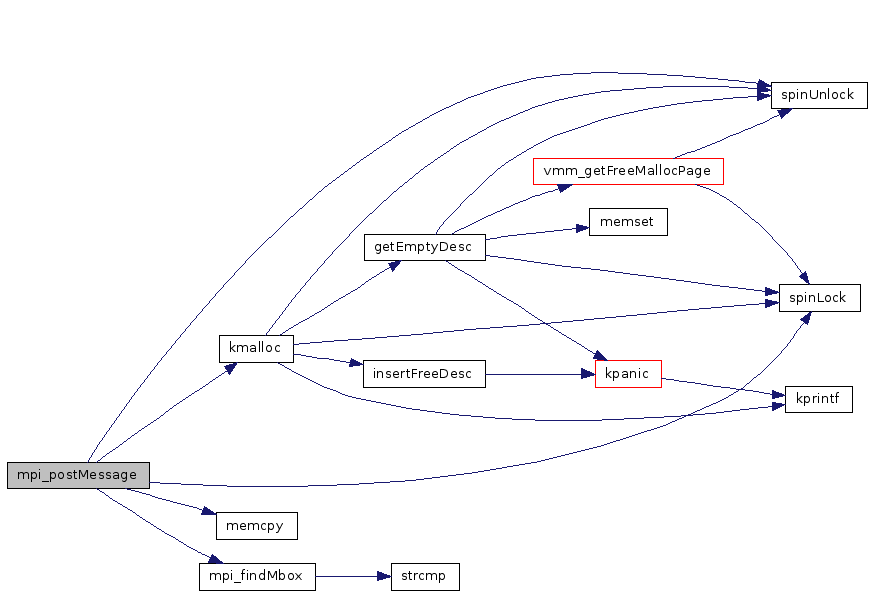 spinUnlock
vmm_getFreeMallocPage
memset
getEmptyDesc
spinLock
kmalloc
insertFreeDesc
kpanic
kprintf
mpi_postMessage
memcpy
mpi_findMbox
strcmp